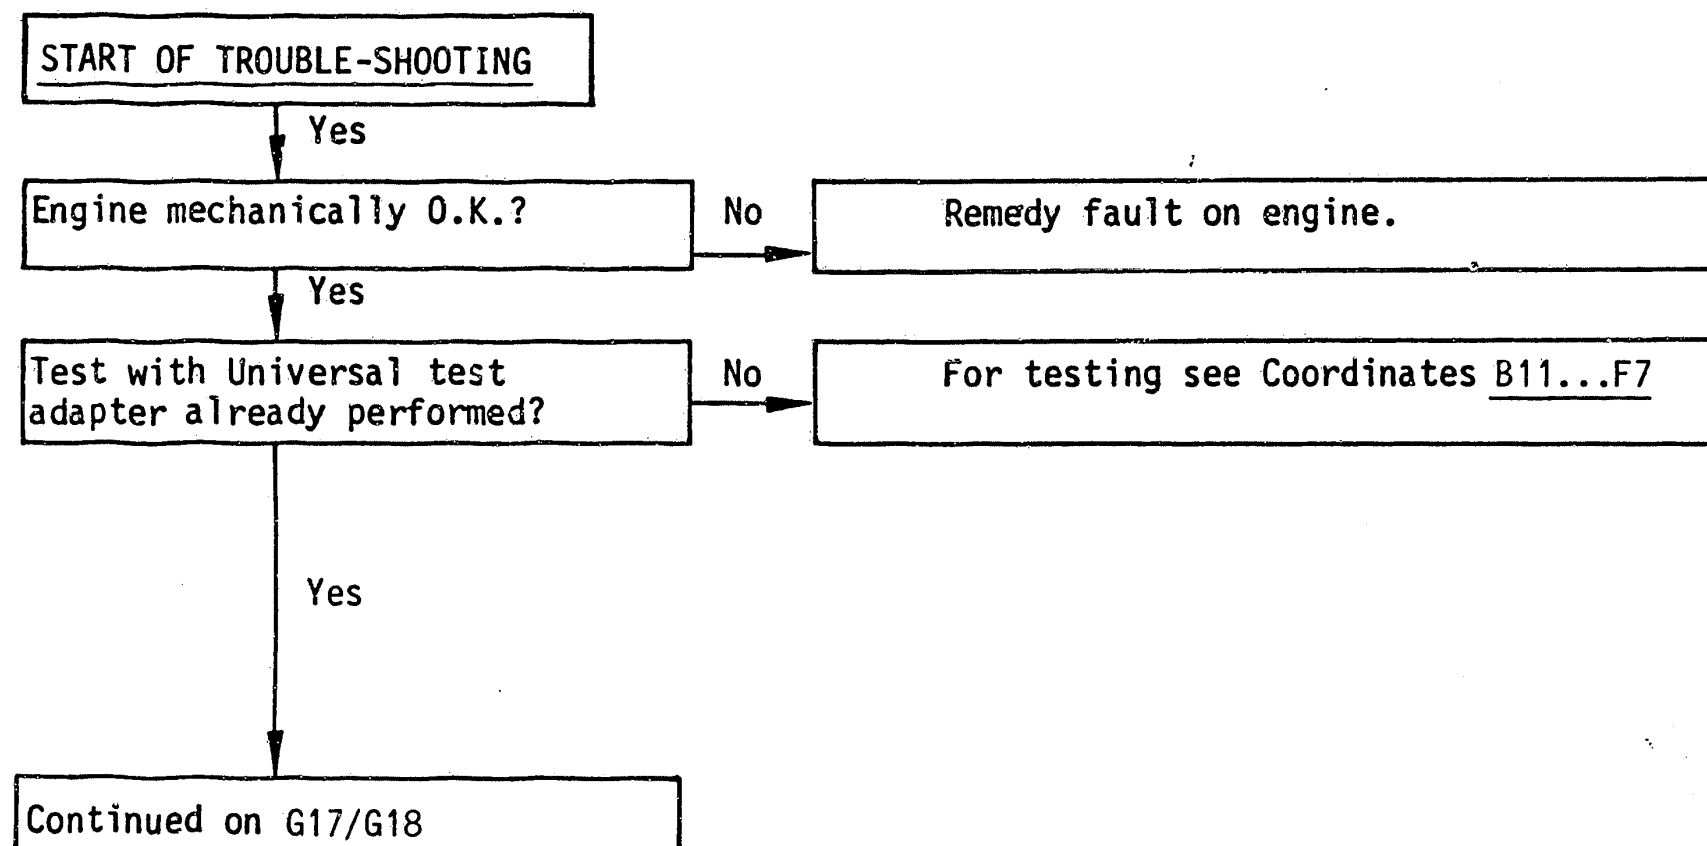 START OF TROUBLE-SHOOTING
Yes
Engine mechanically O.K.?
No
Remedy fault on engine.
Yes
Test with Universal test
adapter already performed?
No
For testing see Coordinates B11...F7
Yes
Continued on G17/G18